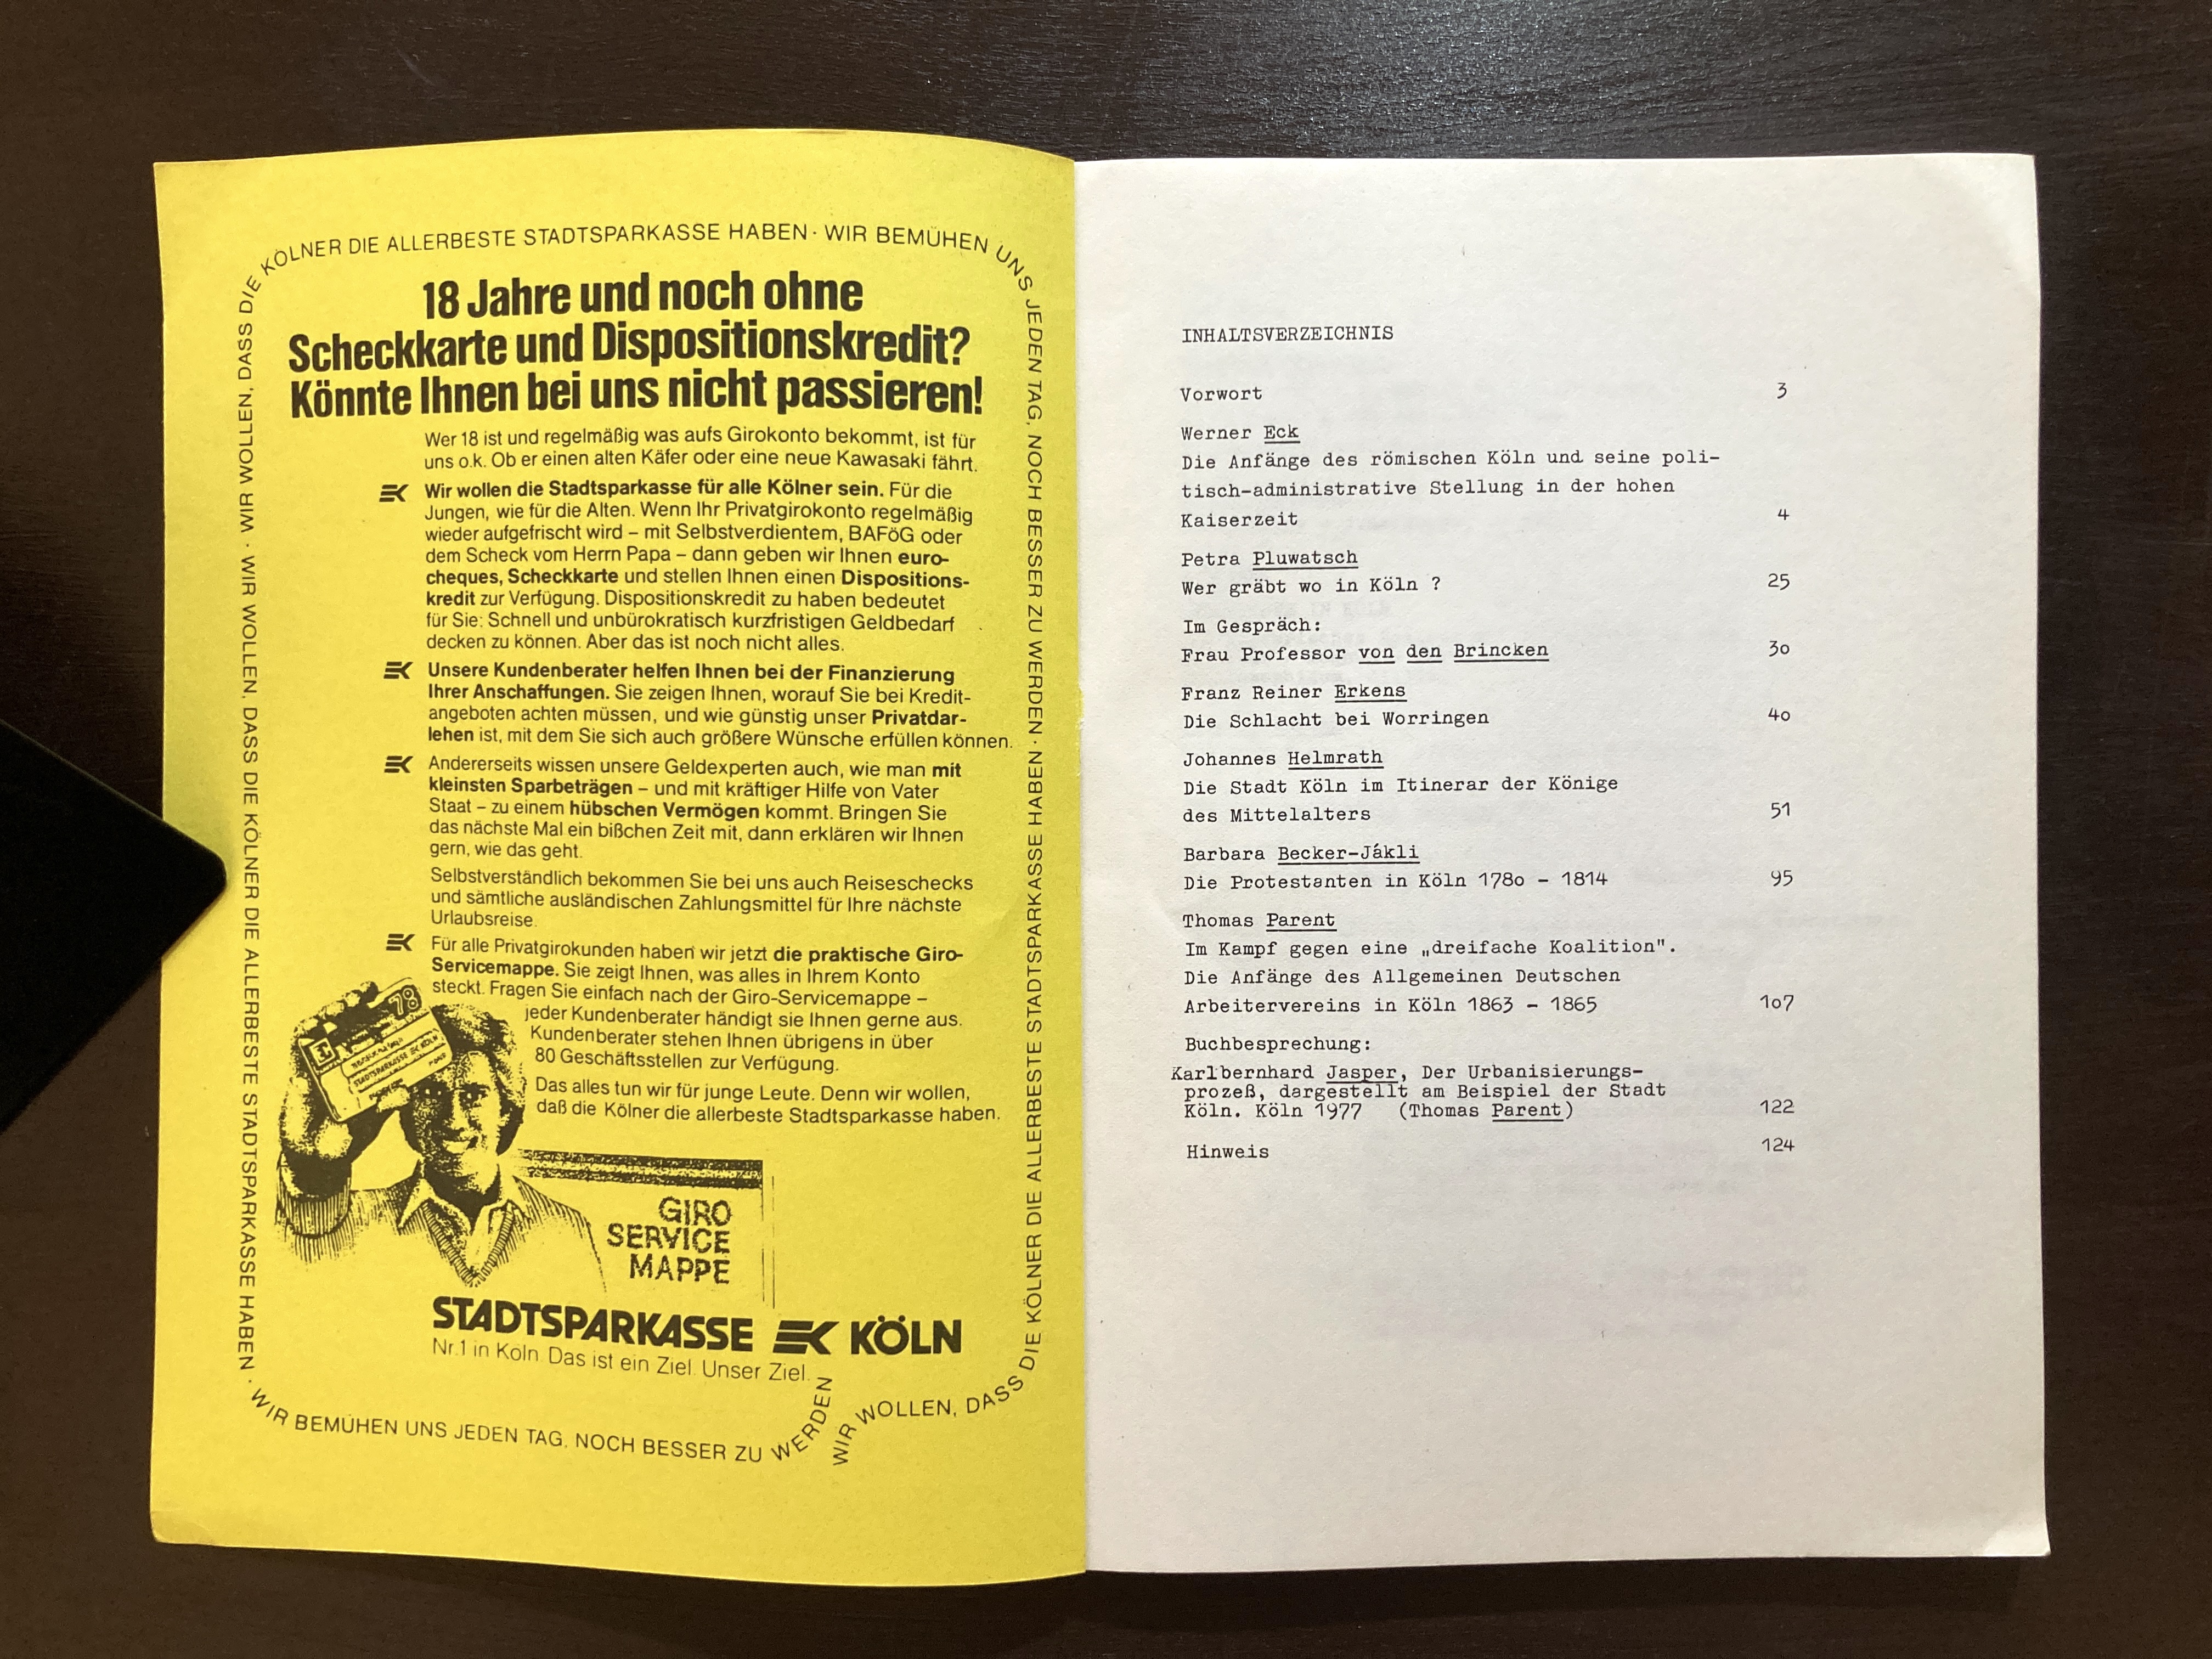 WIR WOLLEN, DASS DIE KÖLNER DIE ALLERBESTE STADTSPARKASSE HABEN · WIR BEMÜHEN UNS JEDEN TAG, NOCH BESSER ZU WERDEN · WIR WOLLEN, DASS DIE KÖLNER DIE ALLERBESTE STADTSPARKASSE HABEN · WIR BEMÜHEN UNS JEDEN TAG, NOCH BESSER ZU WERDEN
WIR WOLLEN, DASS DIE KÖLNER DIE ALLERBESTE STADTSPARKASSE HABEN ·
18 Jahre und noch ohne
Scheckkarte und Dispositionskredit?
Könnte Ihnen bei uns nicht passieren!
Wer 18 ist und regelmäßig was aufs Girokonto bekommt, ist für
uns o.k. Ob er einen alten Käfer oder eine neue Kawasaki fährt.
Wir wollen die Stadtsparkasse für alle Kölner sein. Für die
Jungen, wie für die Alten. Wenn Ihr Privatgirokonto regelmäßig
wieder aufgefrischt wird – mit Selbstverdientem, BAFöG oder
dem Scheck vom Herrn Papa – dann geben wir Ihnen euro-
cheques, Scheckkarte und stellen Ihnen einen Dispositions-
kredit zur Verfügung. Dispositionskredit zu haben bedeutet
für Sie: Schnell und unbürokratisch kurzfristigen Geldbedarf
decken zu können. Aber das ist noch nicht alles.
Unsere Kundenberater helfen Ihnen bei der Finanzierung
Ihrer Anschaffungen. Sie zeigen Ihnen, worauf Sie bei Kredit-
angeboten achten müssen, und wie günstig unser Privatdar-
lehen ist, mit dem Sie sich auch größere Wünsche erfüllen können.
Andererseits wissen unsere Geldexperten auch, wie man mit
kleinsten Sparbeträgen – und mit kräftiger Hilfe von Vater
Staat – zu einem hübschen Vermögen kommt. Bringen Sie
das nächste Mal ein bißchen Zeit mit, dann erklären wir Ihnen
gern, wie das geht.
Selbstverständlich bekommen Sie bei uns auch Reiseschecks
und sämtliche ausländischen Zahlungsmittel für Ihre nächste
Urlaubsreise.
Für alle Privatgirokunden haben wir jetzt die praktische Giro-
Servicemappe. Sie zeigt Ihnen, was alles in Ihrem Konto
steckt. Fragen Sie einfach nach der Giro-Servicemappe –
jeder Kundenberater händigt sie Ihnen gerne aus.
Kundenberater stehen Ihnen übrigens in über
80 Geschäftsstellen zur Verfügung.
Das alles tun wir für junge Leute. Denn wir wollen,
daß die Kölner die allerbeste Stadtsparkasse haben.
78
STADTSPARKASSE KÖLN
GIRO
SERVICE
MAPPE
STADTSPARKASSE KÖLN
Nr.1 in Köln. Das ist ein Ziel. Unser Ziel.
INHALTSVERZEICHNIS
Vorwort 3
Werner Eck
Die Anfänge des römischen Köln und seine poli-
tisch-administrative Stellung in der hohen
Kaiserzeit 4
Petra Pluwatsch
Wer gräbt wo in Köln ? 25
Im Gespräch:
Frau Professor von den Brincken 3o
Franz Reiner Erkens
Die Schlacht bei Worringen 4o
Johannes Helmrath
Die Stadt Köln im Itinerar der Könige
des Mittelalters 51
Barbara Becker-Jákli
Die Protestanten in Köln 178o - 1814 95
Thomas Parent
Im Kampf gegen eine „dreifache Koalition".
Die Anfänge des Allgemeinen Deutschen
Arbeitervereins in Köln 1863 - 1865 1o7
Buchbesprechung:
Karlbernhard Jasper, Der Urbanisierungs-
prozeß, dargestellt am Beispiel der Stadt
Köln. Köln 1977 (Thomas Parent) 122
Hinweis 124